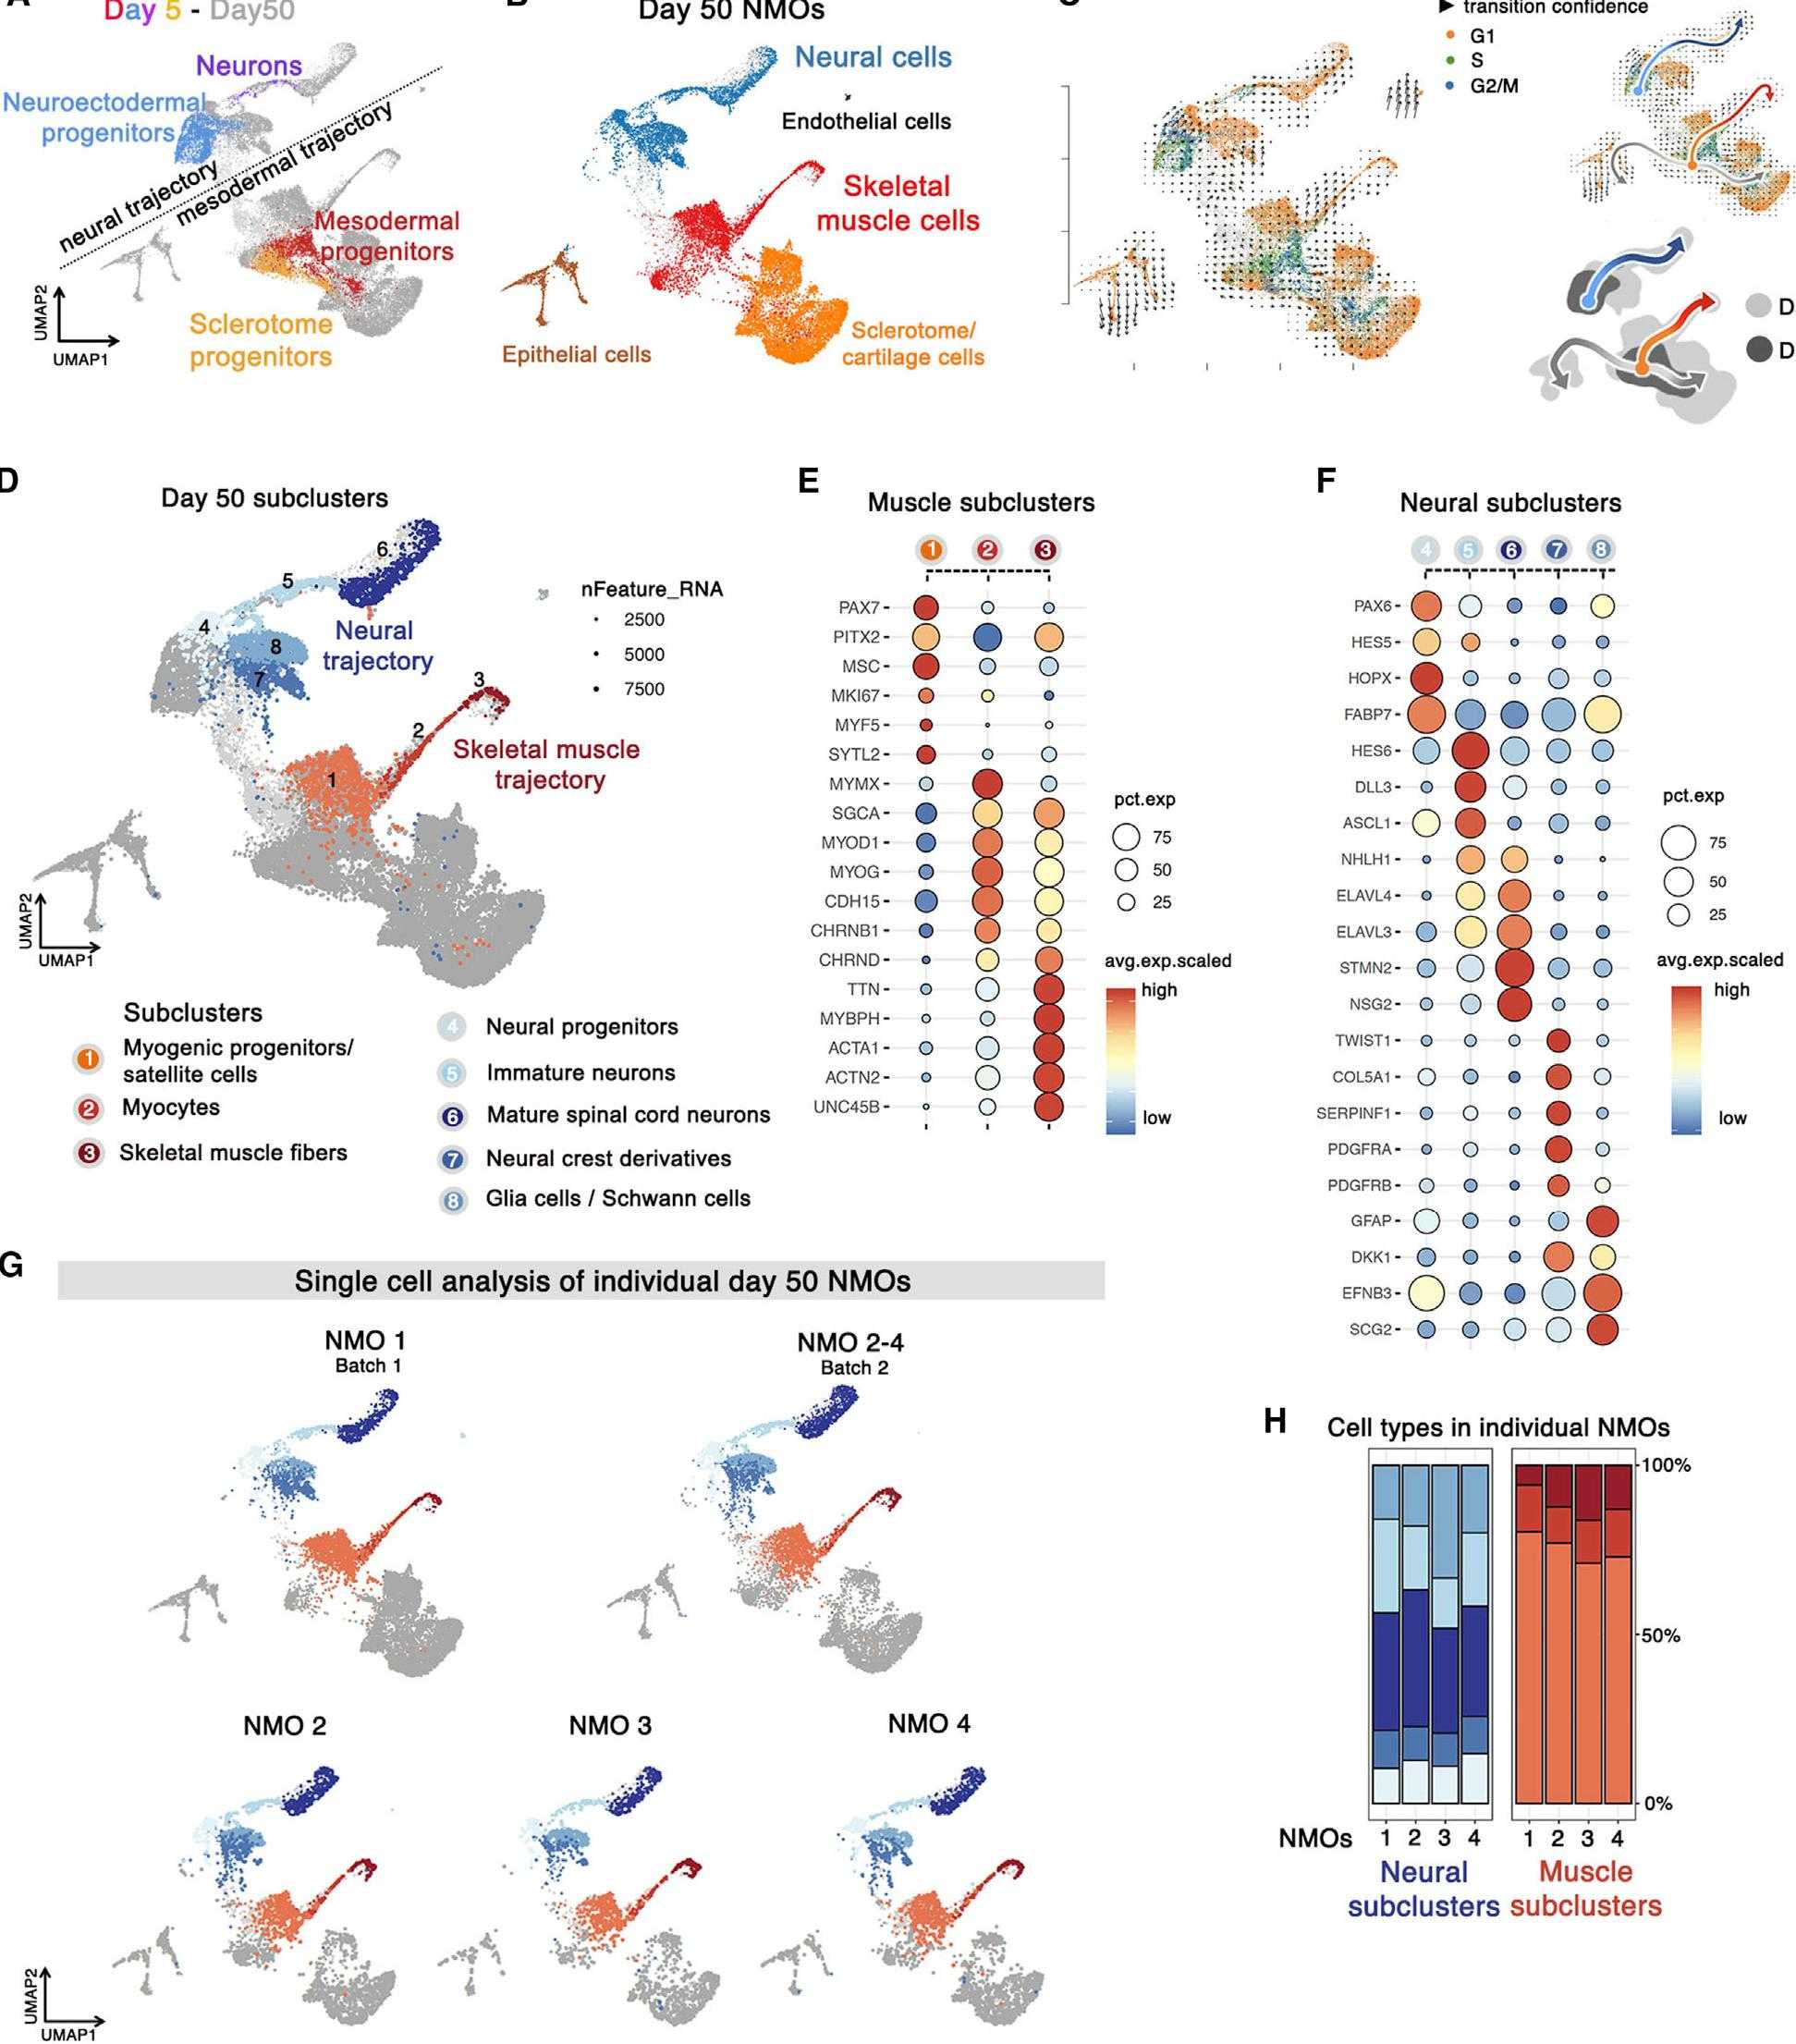 Day 5 - Day50
Neurons
Neuroectodermal
progenitors
neural trajectory
mesodermal trajectory
Mesodermal
progenitors
Sclerotome
progenitors
UMAP2
UMAP1
Day 50 NMOs
Neural cells
Endothelial cells
Skeletal
muscle cells
Sclerotome/
cartilage cells
Epithelial cells
transition confidence
G1
S
G2/M
D
D
D
Day 50 subclusters
6
5
4
8
7
3
2
1
Neural
trajectory
Skeletal muscle
trajectory
nFeature_RNA
2500
5000
7500
UMAP2
UMAP1
Subclusters
1 Myogenic progenitors/
satellite cells
2 Myocytes
3 Skeletal muscle fibers
4 Neural progenitors
5 Immature neurons
6 Mature spinal cord neurons
7 Neural crest derivatives
8 Glia cells / Schwann cells
E
Muscle subclusters
1 2 3
PAX7
PITX2
MSC
MKI67
MYF5
SYTL2
MYMX
SGCA
MYOD1
MYOG
CDH15
CHRNB1
CHRND
TTN
MYBPH
ACTA1
ACTN2
UNC45B
pct.exp
75
50
25
avg.exp.scaled
high
low
F
Neural subclusters
4 5 6 7 8
PAX6
HES5
HOPX
FABP7
HES6
DLL3
ASCL1
NHLH1
ELAVL4
ELAVL3
STMN2
NSG2
TWIST1
COL5A1
SERPINF1
PDGFRA
PDGFRB
GFAP
DKK1
EFNB3
SCG2
pct.exp
75
50
25
avg.exp.scaled
high
low
G
Single cell analysis of individual day 50 NMOs
NMO 1
Batch 1
NMO 2-4
Batch 2
NMO 2
NMO 3
NMO 4
UMAP2
UMAP1
H
Cell types in individual NMOs
100%
50%
0%
NMOs 1 2 3 4 1 2 3 4
Neural
subclusters
Muscle
subclusters